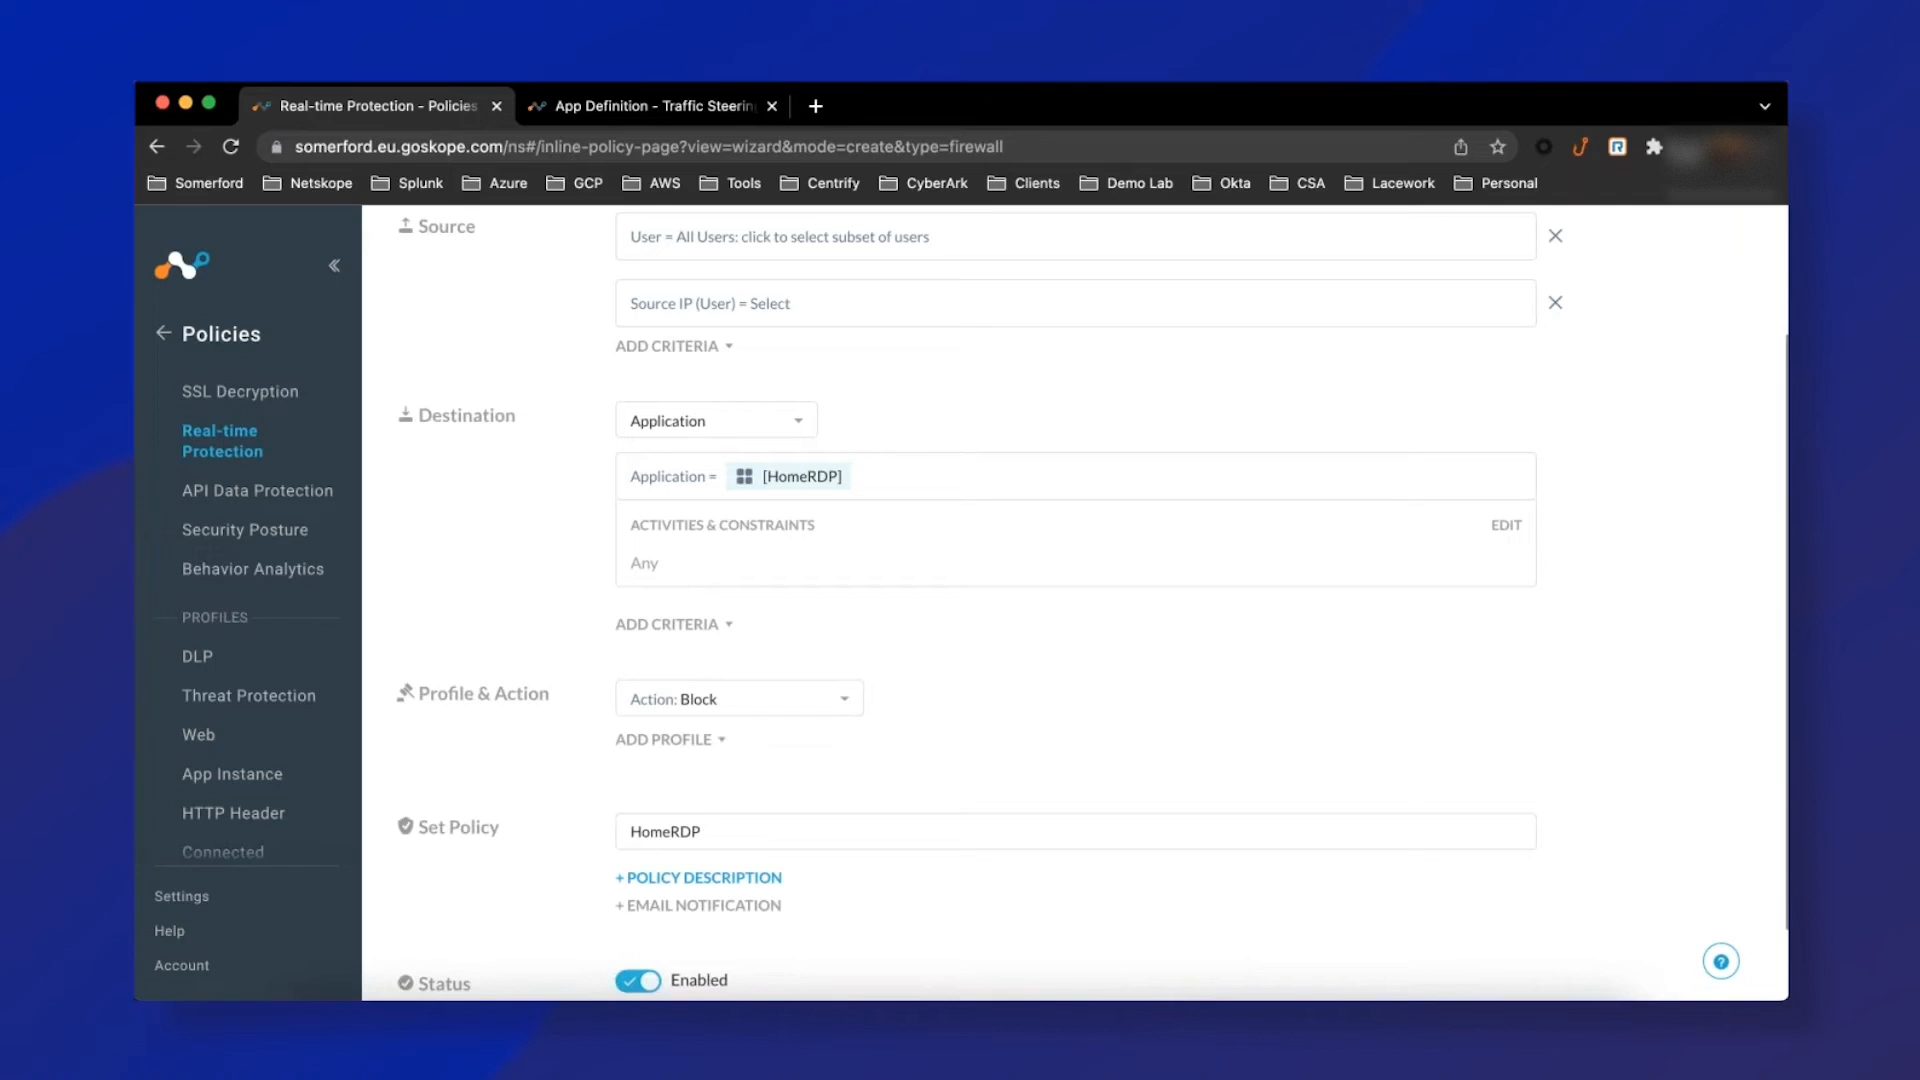 Real-time Protection - Policies
App Definition - Traffic Steerin
somerford.eu.goskope.com/ns#/inline-policy-page?view=wizard&mode=create&type=firewall
Somerford
Netskope
Splunk
Azure
GCP
AWS
Tools
Centrify
CyberArk
Clients
Demo Lab
Okta
CSA
Lacework
Personal
Policies
SSL Decryption
Real-time
Protection
API Data Protection
Security Posture
Behavior Analytics
PROFILES
DLP
Threat Protection
Web
App Instance
HTTP Header
Connected
Settings
Help
Account
Source
User = All Users: click to select subset of users
Source IP (User) = Select
ADD CRITERIA
Destination
Application
Application = [HomeRDP]
ACTIVITIES & CONSTRAINTS
EDIT
Any
ADD CRITERIA
Profile & Action
Action: Block
ADD PROFILE
Set Policy
HomeRDP
+ POLICY DESCRIPTION
+ EMAIL NOTIFICATION
Status
Enabled
?